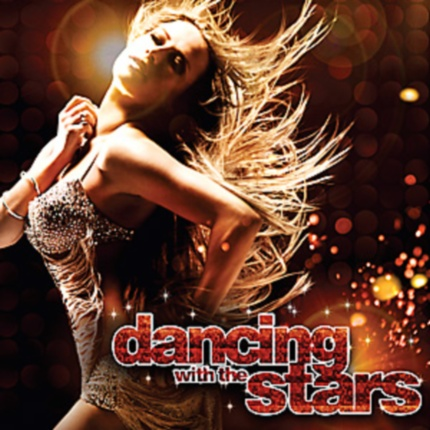 dancing
with the
stars